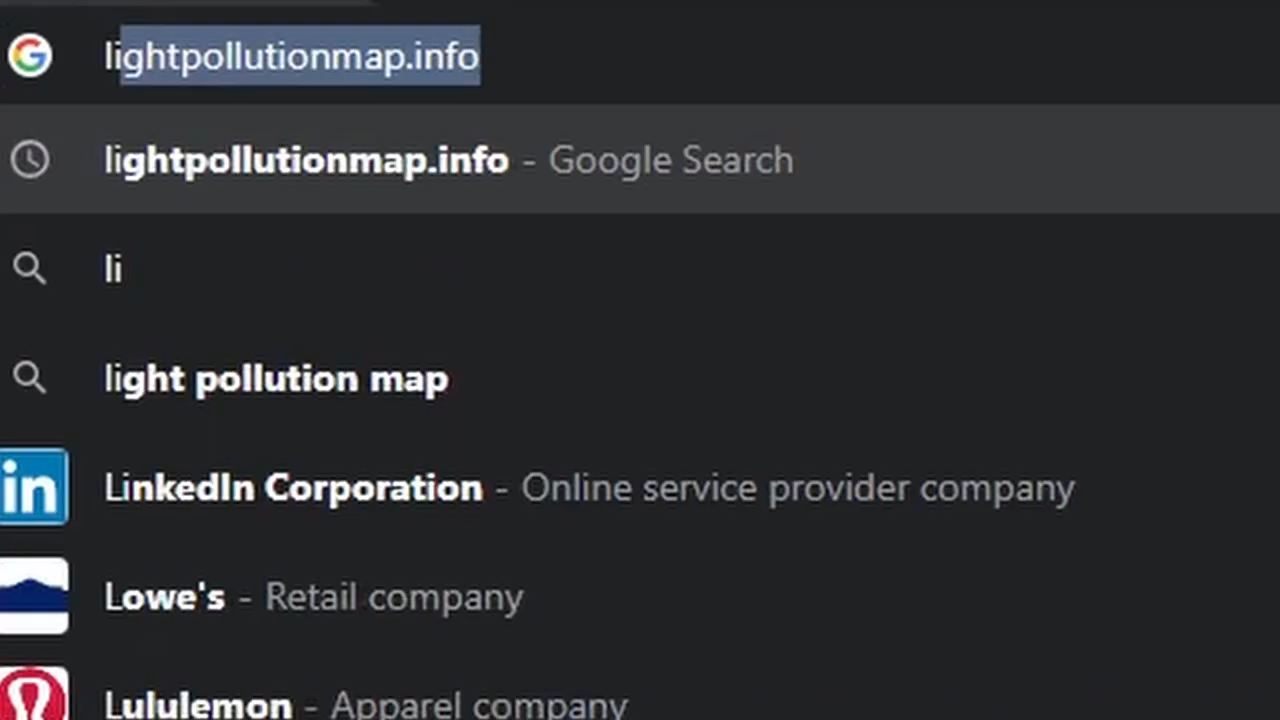 lightpollutionmap.info
lightpollutionmap.info - Google Search
li
light pollution map
in LinkedIn Corporation - Online service provider company
Lowe's - Retail company
Lululemon - Apparel company